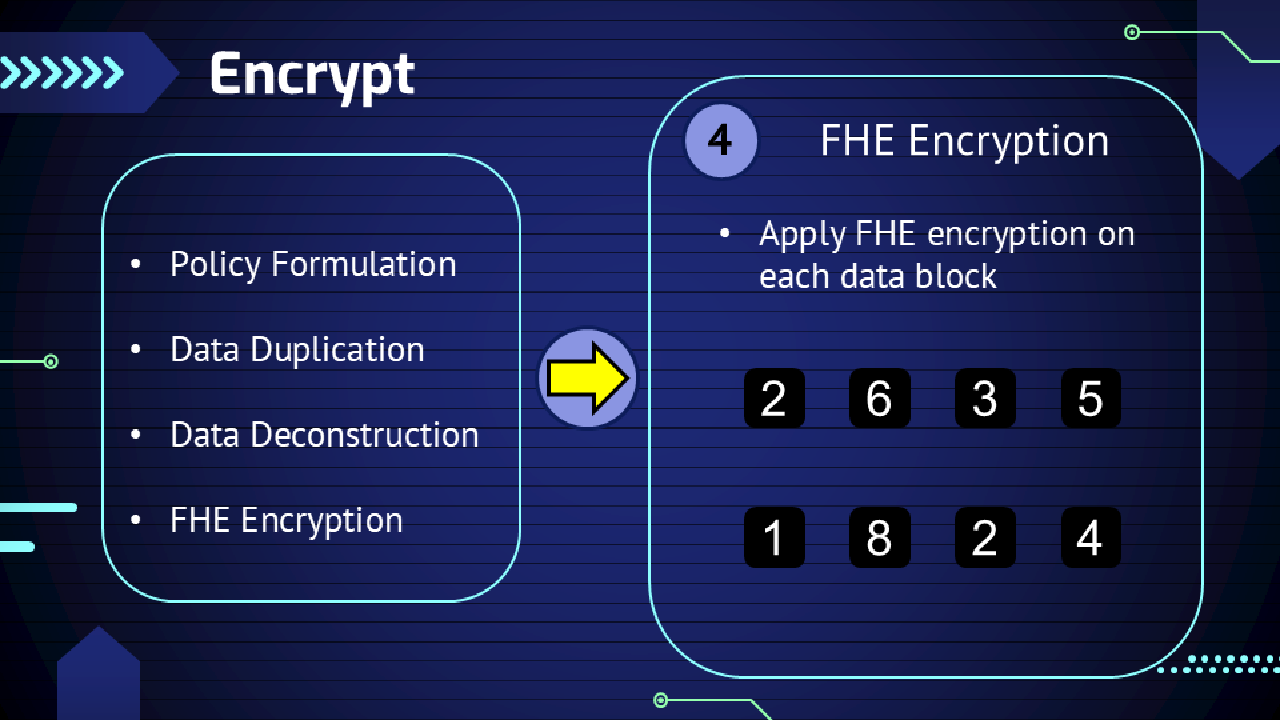 Encrypt
• Policy Formulation
• Data Duplication
• Data Deconstruction
• FHE Encryption
4
FHE Encryption
• Apply FHE encryption on
each data block
2 6 3 5
1 8 2 4